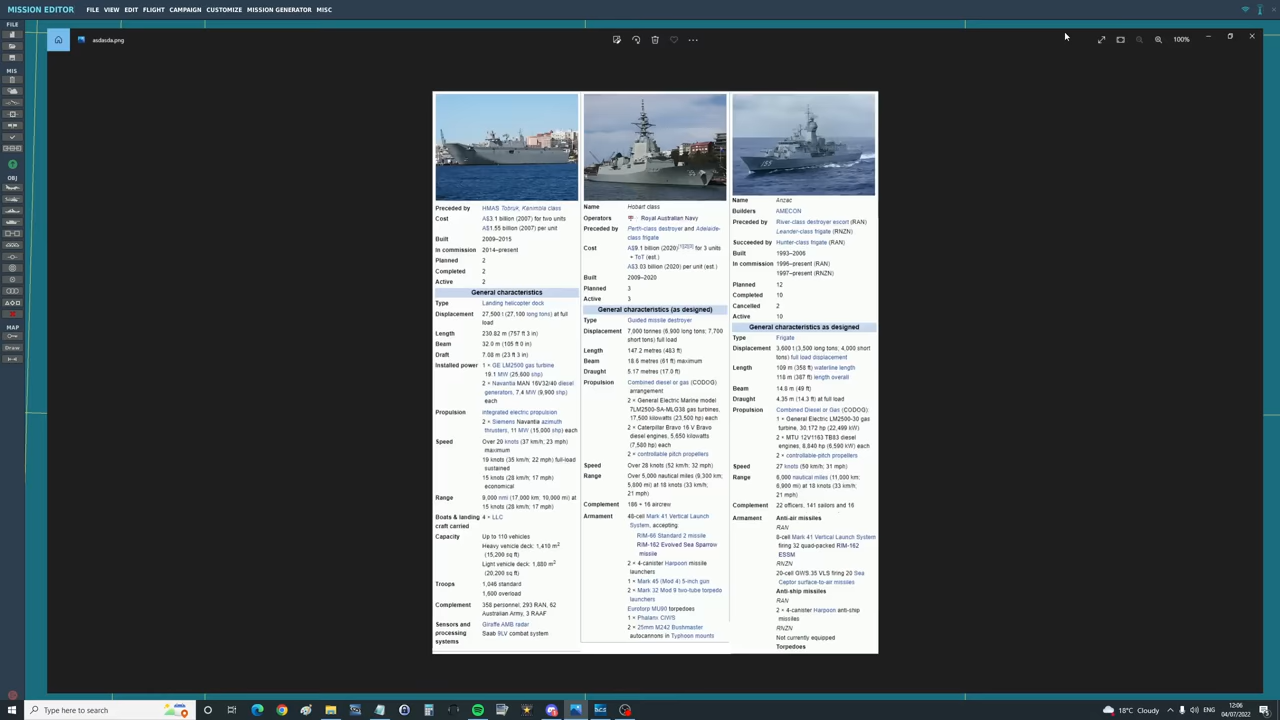 MISSION EDITOR
FILE VIEW EDIT FLIGHT CAMPAIGN CUSTOMIZE MISSION GENERATOR MISC
FILE
MIS
OBJ
MAP
asdasda.png
100%
Preceded by HMAS Tobruk, Kanimbla class
Cost A$3.1 billion (2007) for two units
A$1.55 billion (2007) per unit
Built 2009–2015
In commission 2014–present
Planned 2
Completed 2
Active 2
General characteristics
Type Landing helicopter dock
Displacement 27,500 t (27,100 long tons) at full
load
Length 230.82 m (757 ft 3 in)
Beam 32.0 m (105 ft 0 in)
Draft 7.08 m (23 ft 3 in)
Installed power 1 × GE LM2500 gas turbine
19.1 MW (25,600 shp)
2 × Navantia MAN 16V32/40 diesel
generators, 7.4 MW (9,900 shp)
each
Propulsion Integrated electric propulsion
2 × Siemens Navantia azimuth
thrusters, 11 MW (15,000 shp) each
Speed Over 20 knots (37 km/h; 23 mph)
maximum
19 knots (35 km/h; 22 mph) full-load
sustained
15 knots (28 km/h; 17 mph)
economical
Range 9,000 nmi (17,000 km; 10,000 mi) at
15 knots (28 km/h; 17 mph)
Boats & landing craft carried 4 × LLC
Capacity Up to 110 vehicles
Heavy vehicle deck: 1,410 m2
(15,200 sq ft)
Light vehicle deck: 1,880 m2
(20,200 sq ft)
Troops 1,046 standard
1,600 overload
Complement 358 personnel; 293 RAN, 62
Australian Army, 3 RAAF
Sensors and processing systems Giraffe AMB radar
Saab 9LV combat system
Name Hobart class
Operators Royal Australian Navy
Preceded by Perth-class destroyer and Adelaide-
class frigate
Cost A$9.1 billion (2020)[1][2][3] for 3 units
+ ToT (est.)
A$3.03 billion (2020) per unit (est.)
Built 2009–2020
Planned 3
Active 3
General characteristics (as designed)
Type Guided missile destroyer
Displacement 7,000 tonnes (6,900 long tons; 7,700
short tons) full load
Length 147.2 metres (483 ft)
Beam 18.6 metres (61 ft) maximum
Draught 5.17 metres (17.0 ft)
Propulsion Combined diesel or gas (CODOG)
arrangement
2 × General Electric Marine model
7LM2500-SA-MLG38 gas turbines,
17,500 kilowatts (23,500 hp) each
2 × Caterpillar Bravo 16 V Bravo
diesel engines, 5,650 kilowatts
(7,580 hp) each
2 × controllable pitch propellers
Speed Over 28 knots (52 km/h; 32 mph)
Range Over 5,000 nautical miles (9,300 km;
5,800 mi) at 18 knots (33 km/h;
21 mph)
Complement 186 + 16 aircrew
Armament 48-cell Mark 41 Vertical Launch
System, accepting
RIM-66 Standard 2 missile
RIM-162 Evolved Sea Sparrow
missile
2 × 4-canister Harpoon missile
launchers
1 × Mark 45 (Mod 4) 5-inch gun
2 × Mark 32 Mod 9 two-tube torpedo
launchers
Eurotorp MU90 torpedoes
1 × Phalanx CIWS
2 × 25mm M242 Bushmaster
autocannons in Typhoon mounts
155
Name Anzac
Builders AMECON
Preceded by River-class destroyer escort (RAN)
Leander-class frigate (RNZN)
Succeeded by Hunter-class frigate (RAN)
Built 1993–2006
In commission 1996–present (RAN)
1997–present (RNZN)
Planned 12
Completed 10
Cancelled 2
Active 10
General characteristics as designed
Type Frigate
Displacement 3,600 t (3,500 long tons; 4,000 short
tons) full load displacement
Length 109 m (358 ft) waterline length
118 m (387 ft) length overall
Beam 14.8 m (49 ft)
Draught 4.35 m (14.3 ft) at full load
Propulsion Combined Diesel or Gas (CODOG):
1 × General Electric LM2500-30 gas
turbine, 30,172 hp (22,499 kW)
2 × MTU 12V1163 TB83 diesel
engines, 8,840 hp (6,590 kW) each
2 × controllable-pitch propellers
Speed 27 knots (50 km/h; 31 mph)
Range 6,000 nautical miles (11,000 km;
6,900 mi) at 18 knots (33 km/h;
21 mph)
Complement 22 officers, 141 sailors and 16
Armament Anti-air missiles
RAN
8-cell Mark 41 Vertical Launch System
firing 32 quad-packed RIM-162
ESSM
RNZN
20-cell GWS.35 VLS firing 20 Sea
Ceptor surface-to-air missiles
Anti-ship missiles
RAN
2 × 4-canister Harpoon anti-ship
missiles
RNZN
Not currently equipped
Torpedoes
Type here to search
18°C Cloudy
ENG
12:06
04/07/2022